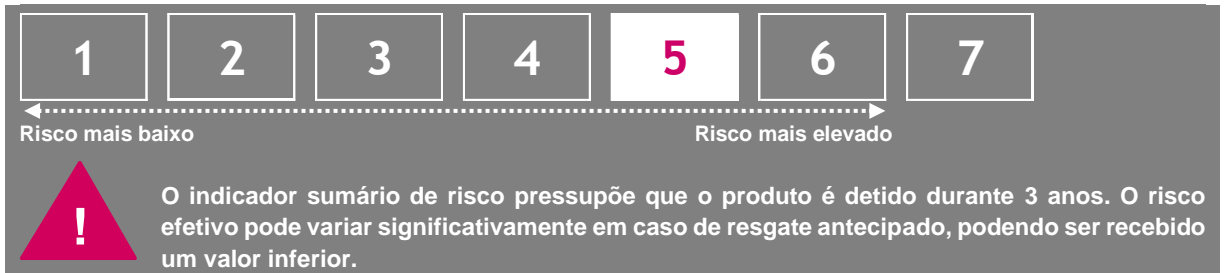 1 2 3 4 5 6 7
Risco mais baixo Risco mais elevado
! O indicador sumário de risco pressupõe que o produto é detido durante 3 anos. O risco
efetivo pode variar significativamente em caso de resgate antecipado, podendo ser recebido
um valor inferior.